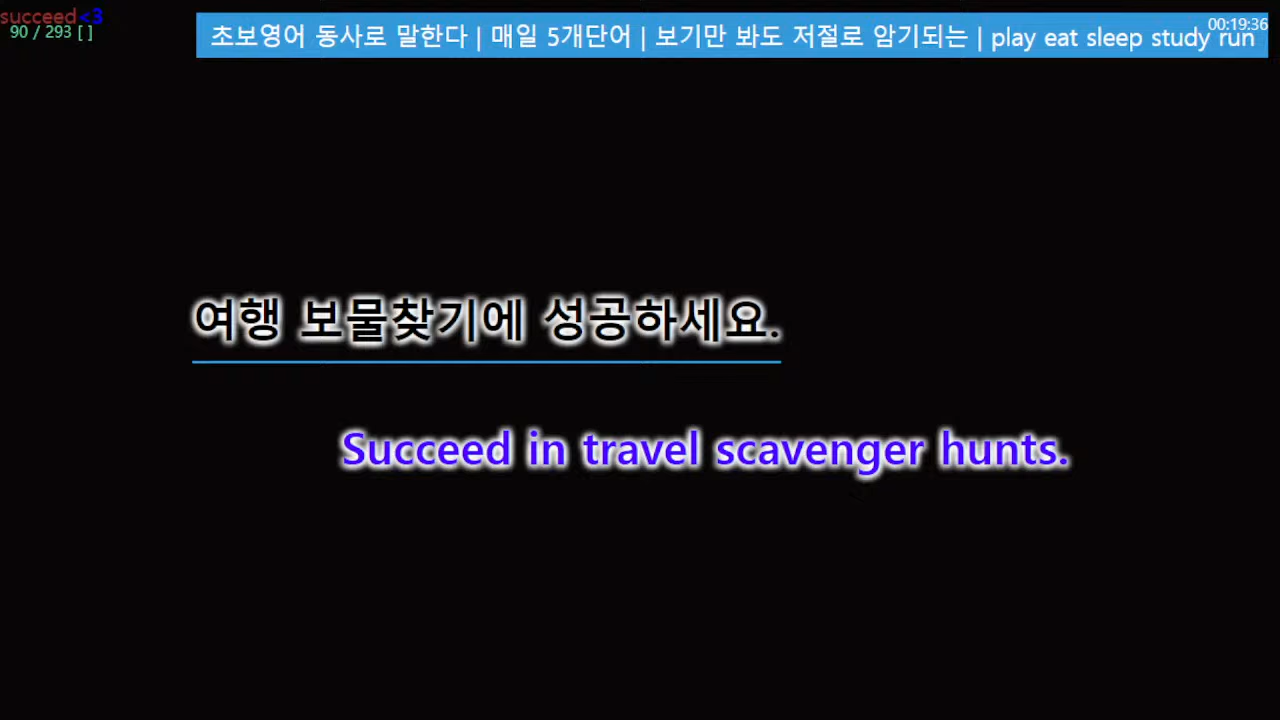 succeed<3
90 / 293 [ ]
00:19:36
초보영어 동사로 말한다 | 매일 5개단어 | 보기만 봐도 저절로 암기되는 | play eat sleep study run
여행 보물찾기에 성공하세요.
Succeed in travel scavenger hunts.